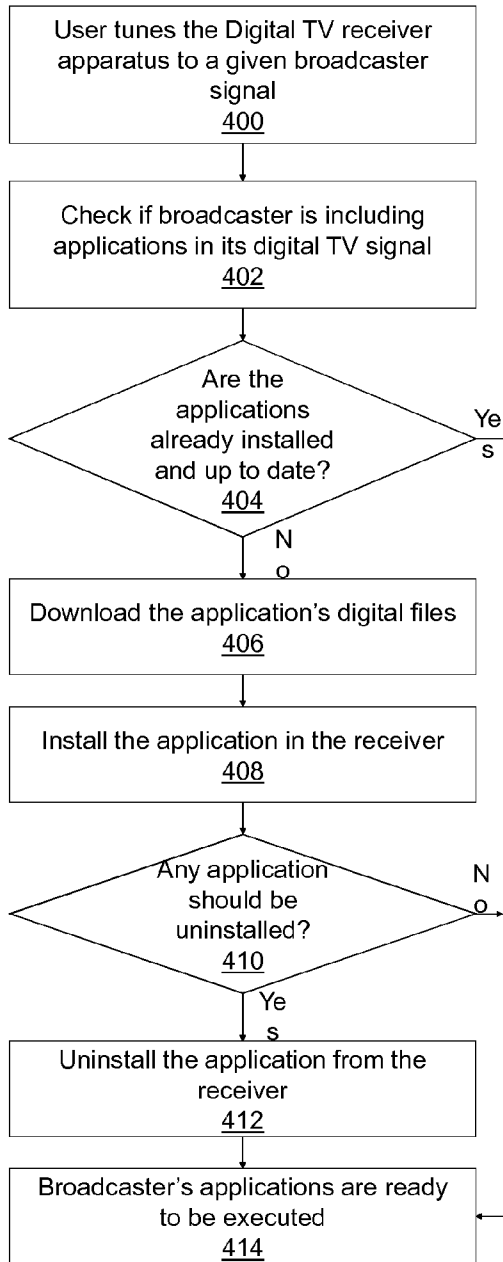 User tunes the Digital TV receiver
apparatus to a given broadcaster
signal
400
Check if broadcaster is including
applications in its digital TV signal
402
Are the
applications
already installed
and up to date?
404
Ye
s
N
o
Download the application’s digital files
406
Install the application in the receiver
408
Any application
should be
uninstalled?
410
N
o
Ye
s
Uninstall the application from the
receiver
412
Broadcaster’s applications are ready
to be executed
414